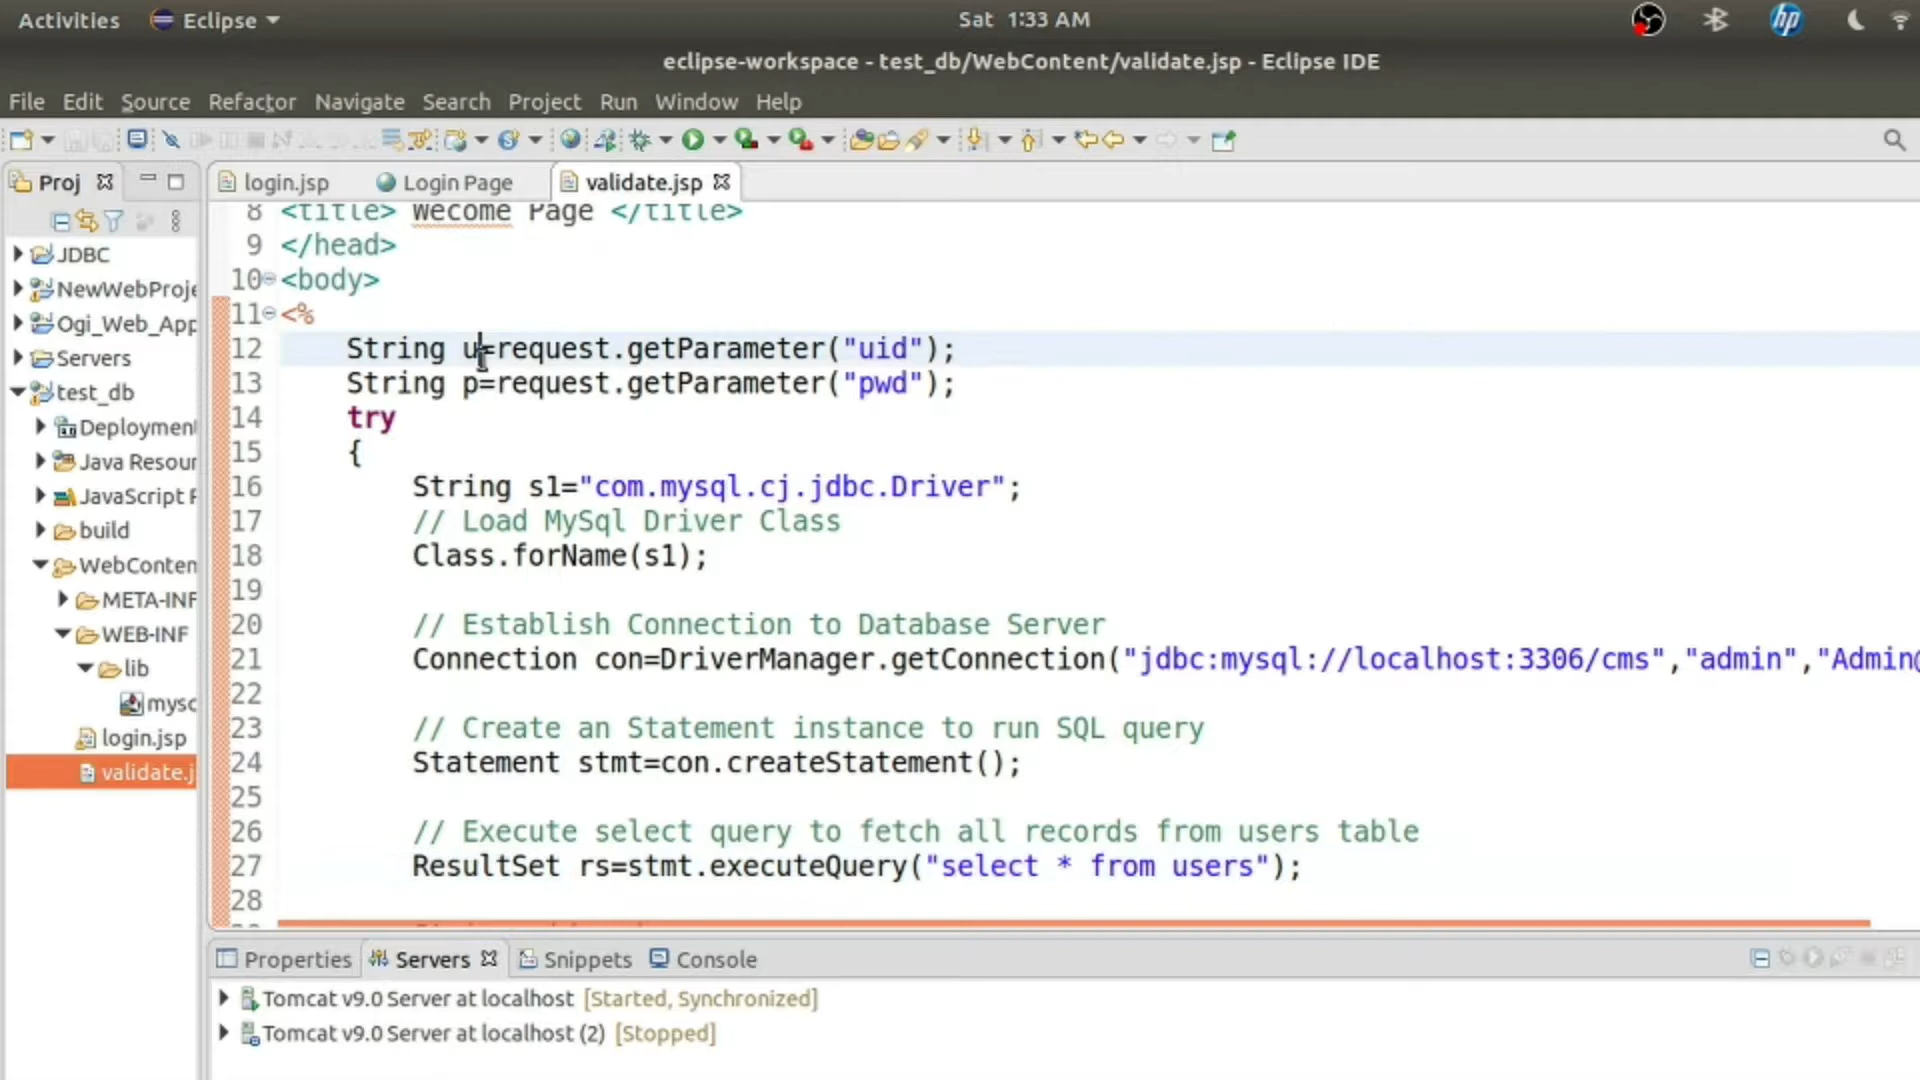 Activities Eclipse Sat 1:33 AM hp
eclipse-workspace - test_db/WebContent/validate.jsp - Eclipse IDE
File Edit Source Refactor Navigate Search Project Run Window Help
Proj login.jsp Login Page validate.jsp
JDBC
NewWebProje
Ogi_Web_App
Servers
test_db
Deployment
Java Resour
JavaScript R
build
WebConten
META-INF
WEB-INF
lib
mysq
login.jsp
validate.j
8 <title> Wecome Page </title>
9 </head>
10 <body>
11 <%
12 String u=request.getParameter("uid");
13 String p=request.getParameter("pwd");
14 try
15 {
16 String s1="com.mysql.cj.jdbc.Driver";
17 // Load MySql Driver Class
18 Class.forName(s1);
19
20 // Establish Connection to Database Server
21 Connection con=DriverManager.getConnection("jdbc:mysql://localhost:3306/cms","admin","Admin@
22
23 // Create an Statement instance to run SQL query
24 Statement stmt=con.createStatement();
25
26 // Execute select query to fetch all records from users table
27 ResultSet rs=stmt.executeQuery("select * from users");
28
Properties Servers Snippets Console
Tomcat v9.0 Server at localhost [Started, Synchronized]
Tomcat v9.0 Server at localhost (2) [Stopped]